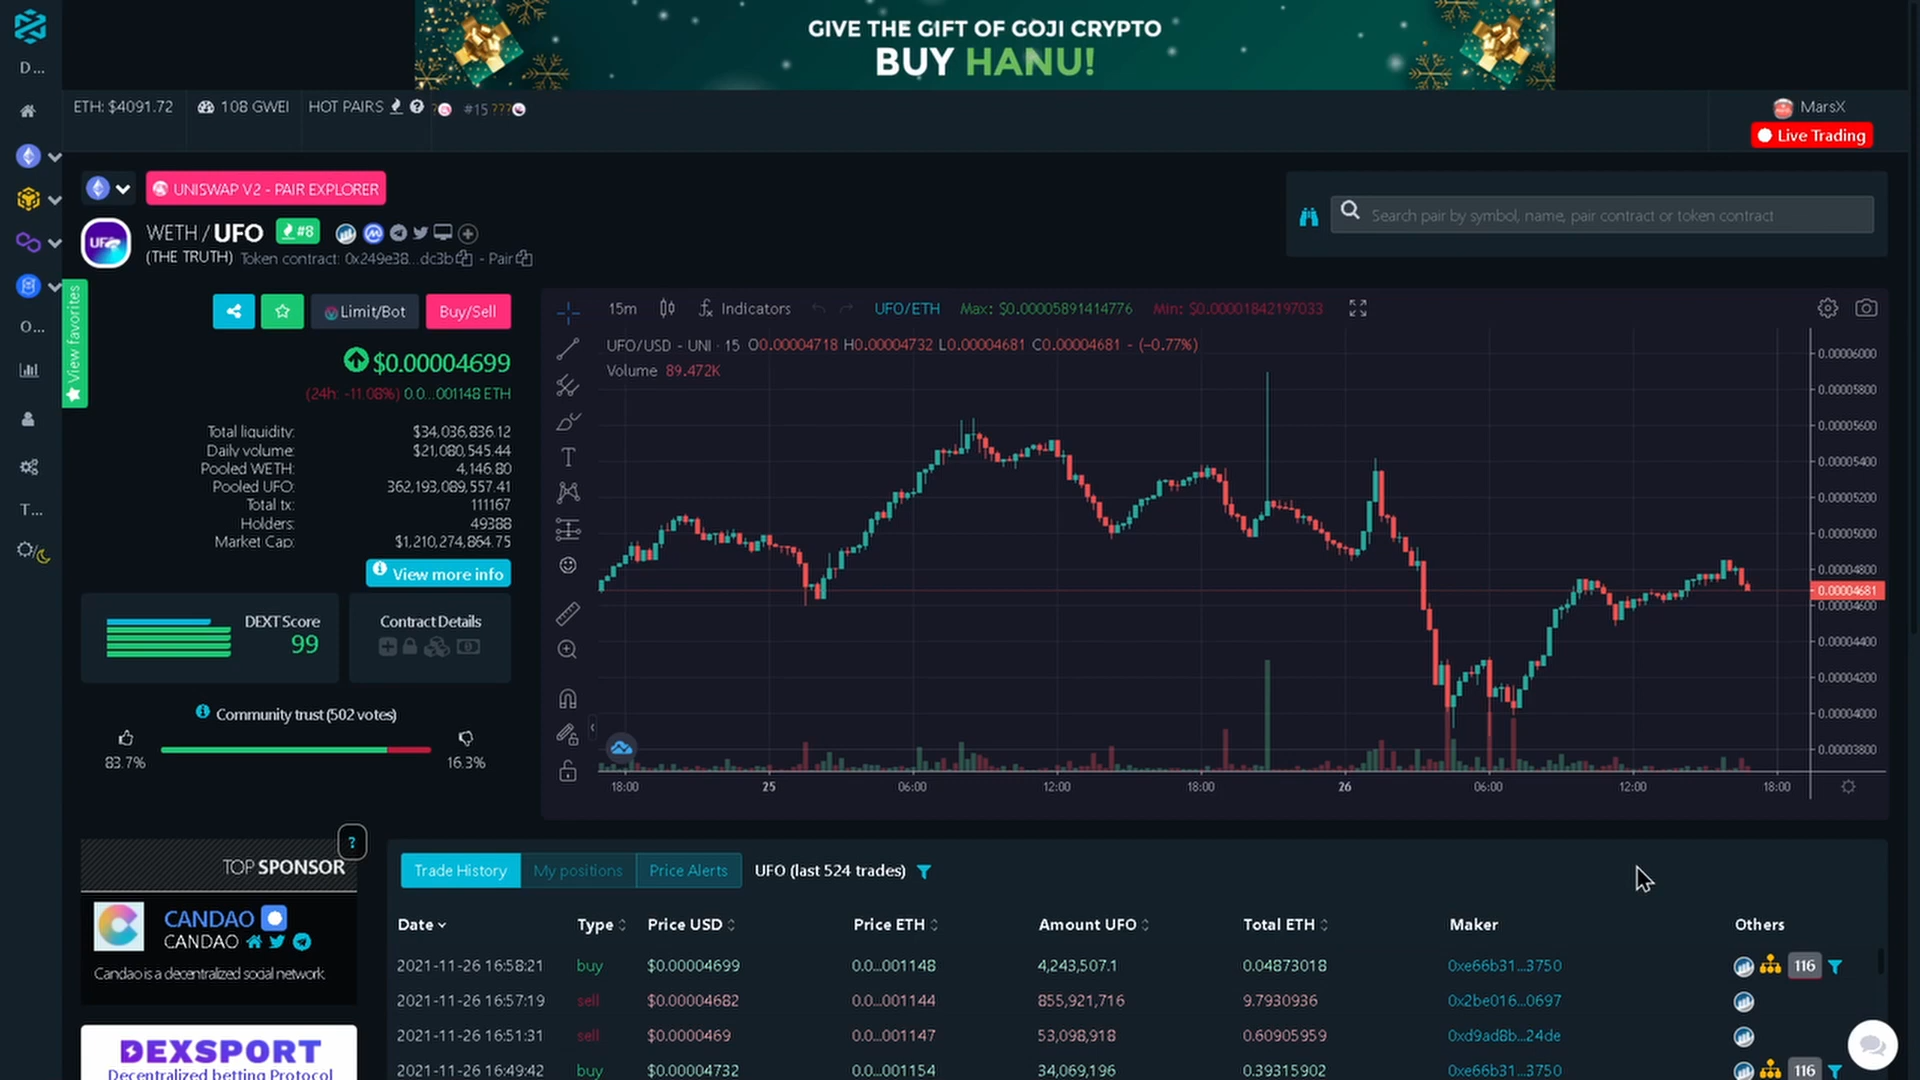 GIVE THE GIFT OF GOJI CRYPTO
BUY HANU!
D...
ETH: $4091.72
108 GWEI
HOT PAIRS
#15 ???
MarsX
Live Trading
UNISWAP V2 - PAIR EXPLORER
Search pair by symbol, name, pair contract or token contract
WETH / UFO
#8
(THE TRUTH) Token contract: 0x249e38...dc3b - Pair
View favorites
O...
T...
Limit/Bot
Buy/Sell
$0.00004699
(24h: -11.08%) 0.0...001148 ETH
Total liquidity: $34,036,836.12
Daily volume: $21,080,545.44
Pooled WETH: 4,146.80
Pooled UFO: 362,193,089,557.41
Total tx: 111167
Holders: 49388
Market Cap: $1,210,274,864.75
View more info
DEXT Score
99
Contract Details
Community trust (502 votes)
83.7%
16.3%
15m
Indicators
UFO/ETH
Max: $0.00005891414776
Min: $0.00001842197033
UFO/USD - UNI · 15 O0.00004718 H0.00004732 L0.00004681 C0.00004681 - (−0.77%)
Volume 89.472K
0.00006000
0.00005800
0.00005600
0.00005400
0.00005200
0.00005000
0.00004800
0.00004681
0.00004600
0.00004400
0.00004200
0.00004000
0.00003800
18:00 25 06:00 12:00 18:00 26 06:00 12:00 18:00
TOP SPONSOR
?
CANDAO
CANDAO
Candao is a decentralized social network.
DEXSPORT
Decentralized betting Protocol
Trade History
My positions
Price Alerts
UFO (last 524 trades)
Date Type Price USD Price ETH Amount UFO Total ETH Maker Others
2021-11-26 16:58:21 buy $0.00004699 0.0...001148 4,243,507.1 0.04873018 0xe66b31...3750 116
2021-11-26 16:57:19 sell $0.00004682 0.0...001144 855,921,716 9.7930936 0x2be016...0697
2021-11-26 16:51:31 sell $0.0000469 0.0...001147 53,098,918 0.60905959 0xd9ad8b...24de
2021-11-26 16:49:42 buy $0.00004732 0.0...001154 34,069,196 0.39315902 0xe66b31...3750 116